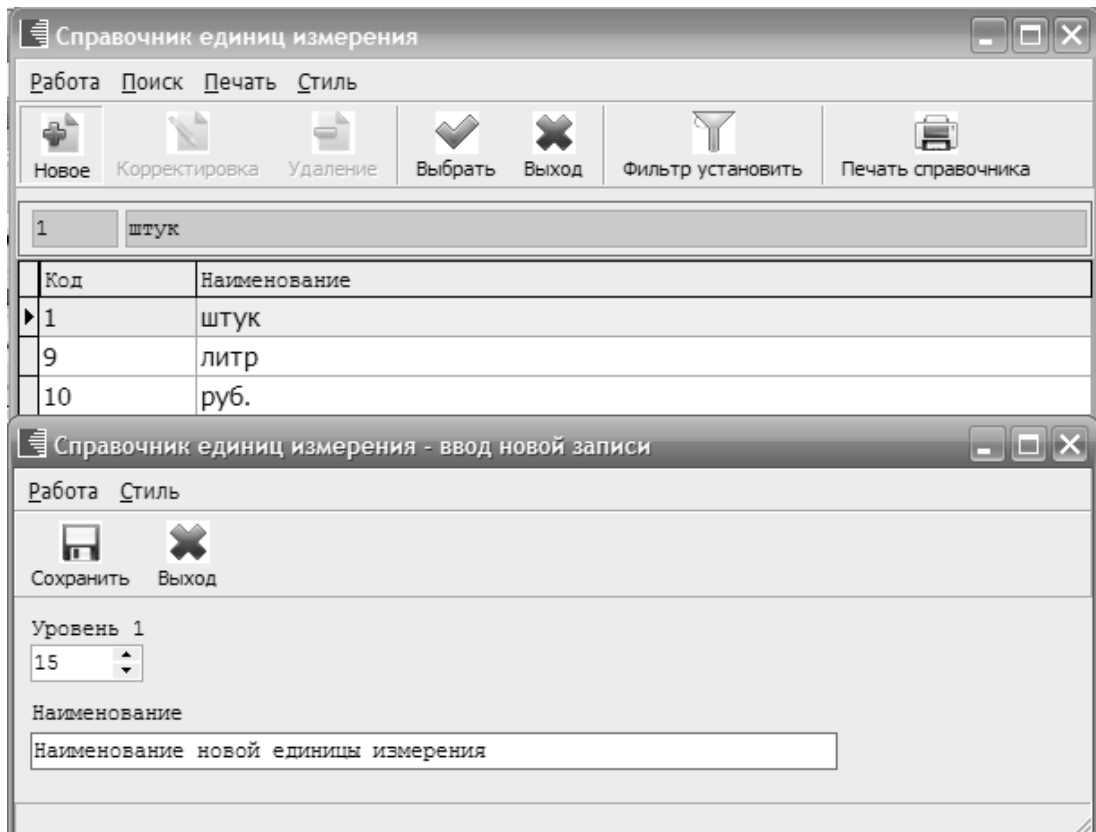 Справочник единиц измерения
Работа Поиск Печать Стиль
Новое Корректировка Удаление Выбрать Выход Фильтр установить Печать справочника
1 штук
Код Наименование
1 штук
9 литр
10 руб.
Справочник единиц измерения - ввод новой записи
Работа Стиль
Сохранить Выход
Уровень 1
15
Наименование
Наименование новой единицы измерения